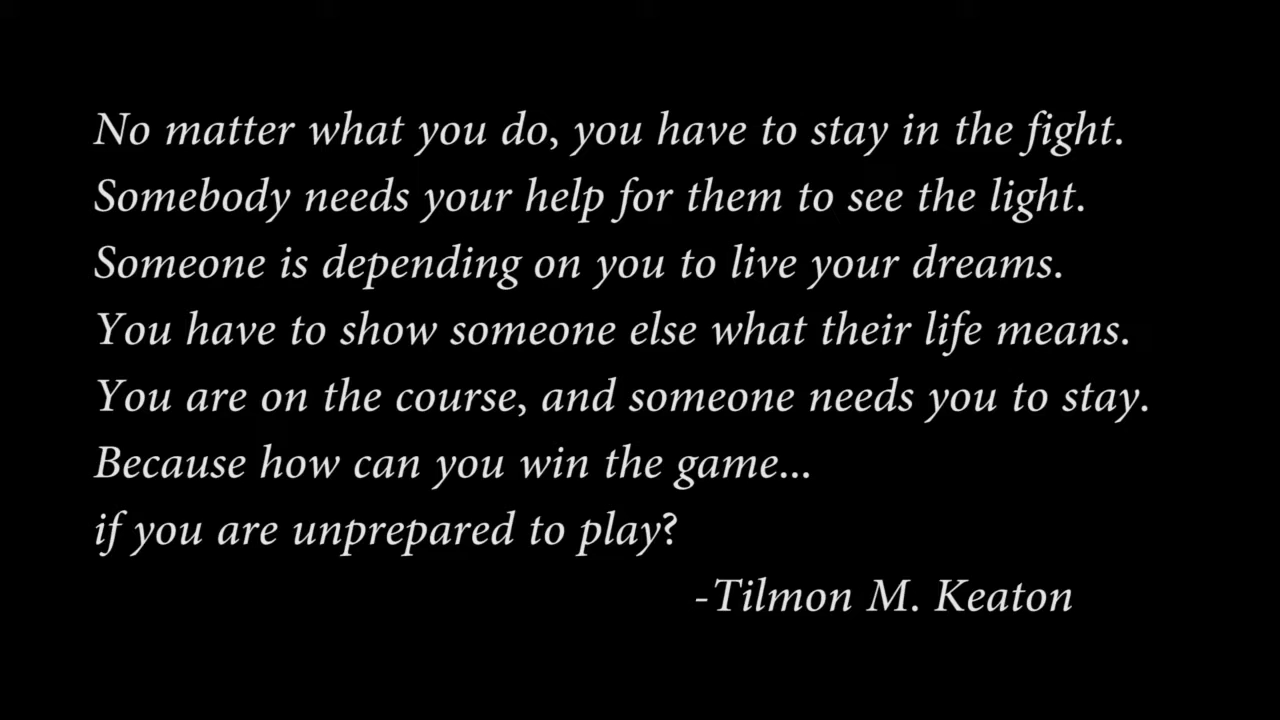 No matter what you do, you have to stay in the fight.
Somebody needs your help for them to see the light.
Someone is depending on you to live your dreams.
You have to show someone else what their life means.
You are on the course, and someone needs you to stay.
Because how can you win the game...
if you are unprepared to play?
-Tilmon M. Keaton